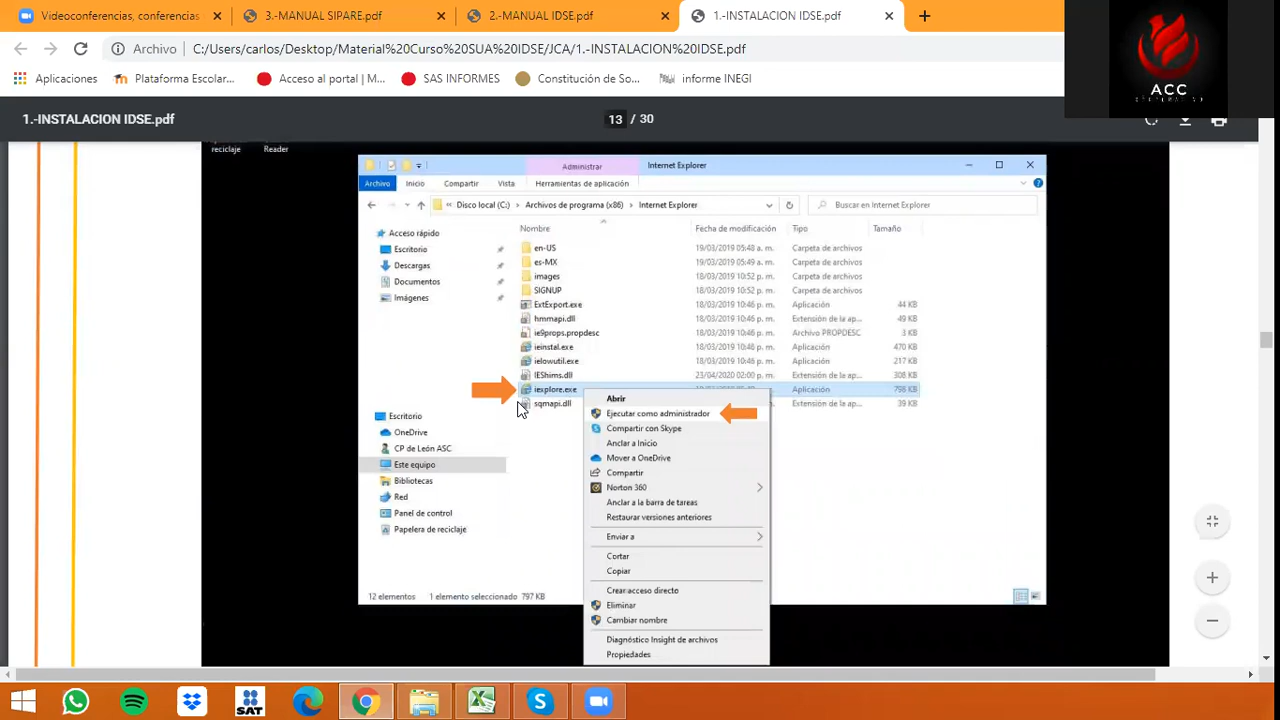 Videoconferencias, conferencias
3.-MANUAL SIPARE.pdf
2.-MANUAL IDSE.pdf
1.-INSTALACION IDSE.pdf
Archivo
C:/Users/carlos/Desktop/Material%20Curso%20SUA%20IDSE/JCA/1.-INSTALACION%20IDSE.pdf
Aplicaciones
Plataforma Escolar...
Acceso al portal | M...
SAS INFORMES
Constitución de So...
informe INEGI
ACC
1.-INSTALACION IDSE.pdf
13 / 30
reciclaje
Reader
Administrar
Internet Explorer
Archivo
Inicio
Compartir
Vista
Herramientas de aplicación
Disco local (C:) > Archivos de programa (x86) > Internet Explorer
Buscar en Internet Explorer
Nombre
Fecha de modificación
Tipo
Tamaño
Acceso rápido
Escritorio
Descargas
Documentos
Imágenes
Escritorio
OneDrive
CP de León ASC
Este equipo
Bibliotecas
Red
Panel de control
Papelera de reciclaje
en-US 19/03/2019 05:48 a. m. Carpeta de archivos
es-MX 19/03/2019 05:49 a. m. Carpeta de archivos
images 18/03/2019 10:52 p. m. Carpeta de archivos
SIGNUP 18/03/2019 10:52 p. m. Carpeta de archivos
ExtExport.exe 18/03/2019 10:46 p. m. Aplicación 44 KB
hmmapi.dll 18/03/2019 10:46 p. m. Extensión de la ap... 49 KB
ie9props.propdesc 18/03/2019 10:46 p. m. Archivo PROPDESC 3 KB
ieinstal.exe 18/03/2019 10:46 p. m. Aplicación 470 KB
ielowutil.exe 18/03/2019 10:46 p. m. Aplicación 217 KB
IEShims.dll 23/04/2020 02:00 p. m. Extensión de la ap... 308 KB
iexplore.exe Aplicación 798 KB
sqmapi.dll Extensión de la ap... 39 KB
Abrir
Ejecutar como administrador
Compartir con Skype
Anclar a Inicio
Mover a OneDrive
Compartir
Norton 360
Anclar a la barra de tareas
Restaurar versiones anteriores
Enviar a
Cortar
Copiar
Crear acceso directo
Eliminar
Cambiar nombre
Diagnóstico Insight de archivos
Propiedades
12 elementos
1 elemento seleccionado 797 KB
SAT